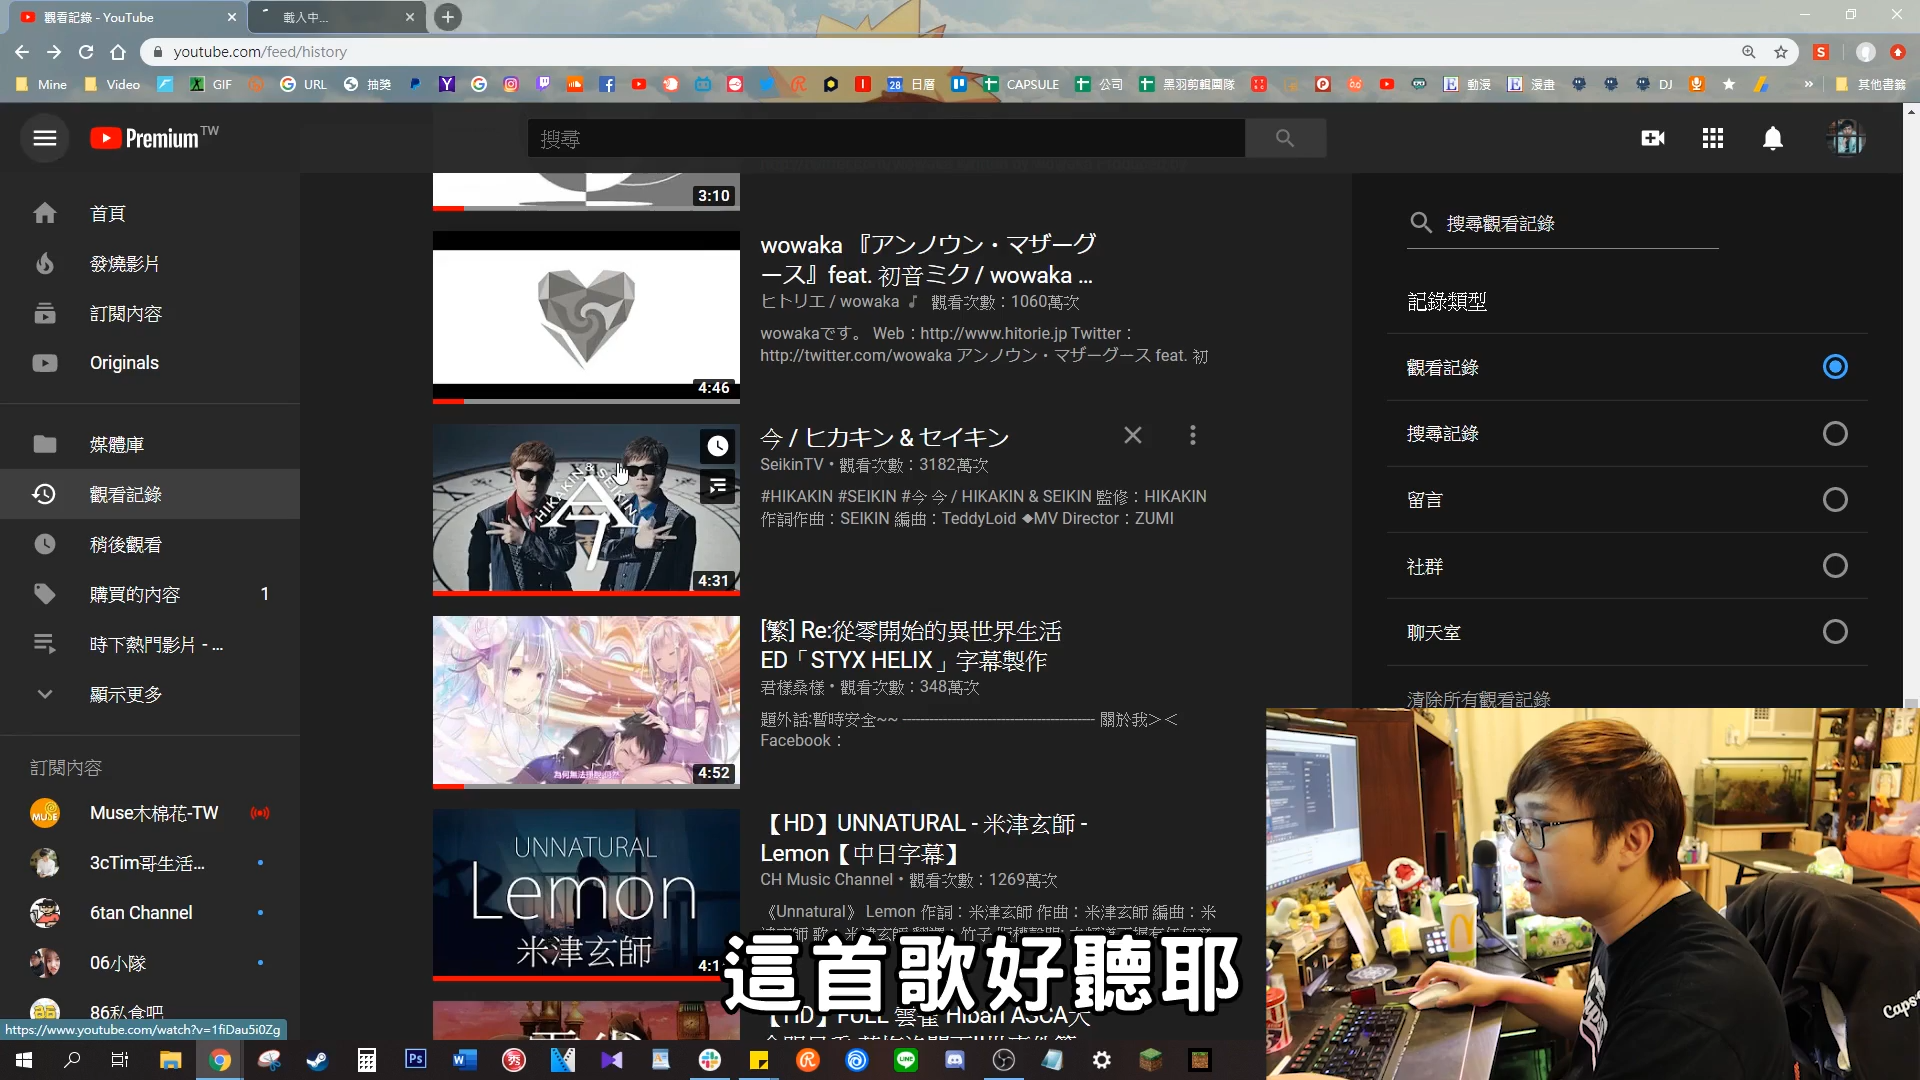 觀看記錄 - YouTube
載入中...
youtube.com/feed/history
Mine
Video
GIF
URL
抽獎
28 日厝
CAPSULE
公司
黑羽剪輯團隊
動漫
漫畫
DJ
其他書籤
Premium TW
搜尋
首頁
發燒影片
訂閱內容
Originals
媒體庫
觀看記錄
稍後觀看
購買的內容 1
時下熱門影片 - ...
顯示更多
訂閱內容
Muse木棉花-TW
3cTim哥生活...
6tan Channel
06小隊
86私食吧
https://www.youtube.com/watch?v=1fiDau5i0Zg
3:10
wowaka 『アンノウン・マザーグ
ース』feat. 初音ミク / wowaka ...
ヒトリエ / wowaka 觀看次數：1060萬次
wowakaです。 Web：http://www.hitorie.jp Twitter：
http://twitter.com/wowaka アンノウン・マザーグース feat. 初
4:46
今 / ヒカキン & セイキン
SeikinTV・觀看次數：3182萬次
#HIKAKIN #SEIKIN #今 今 / HIKAKIN & SEIKIN 監修：HIKAKIN
作詞作曲：SEIKIN 編曲：TeddyLoid ◆MV Director：ZUMI
HIKAKIN & SEIKIN
今
4:31
[繁] Re:從零開始的異世界生活
ED「STYX HELIX」字幕製作
君樣桑樣・觀看次數：348萬次
題外話:暫時安全~~ ---------------------------------------- 關於我＞＜
Facebook：
4:52
【HD】UNNATURAL - 米津玄師 -
Lemon【中日字幕】
CH Music Channel・觀看次數：1269萬次
《Unnatural》 Lemon 作詞：米津玄師 作曲：米津玄師 編曲：米
UNNATURAL
Lemon
米津玄師
這首歌好聽耶
【HD】FULL 雲雀 Hibari ASCA大
搜尋觀看記錄
記錄類型
觀看記錄
搜尋記錄
留言
社群
聊天室
清除所有觀看記錄